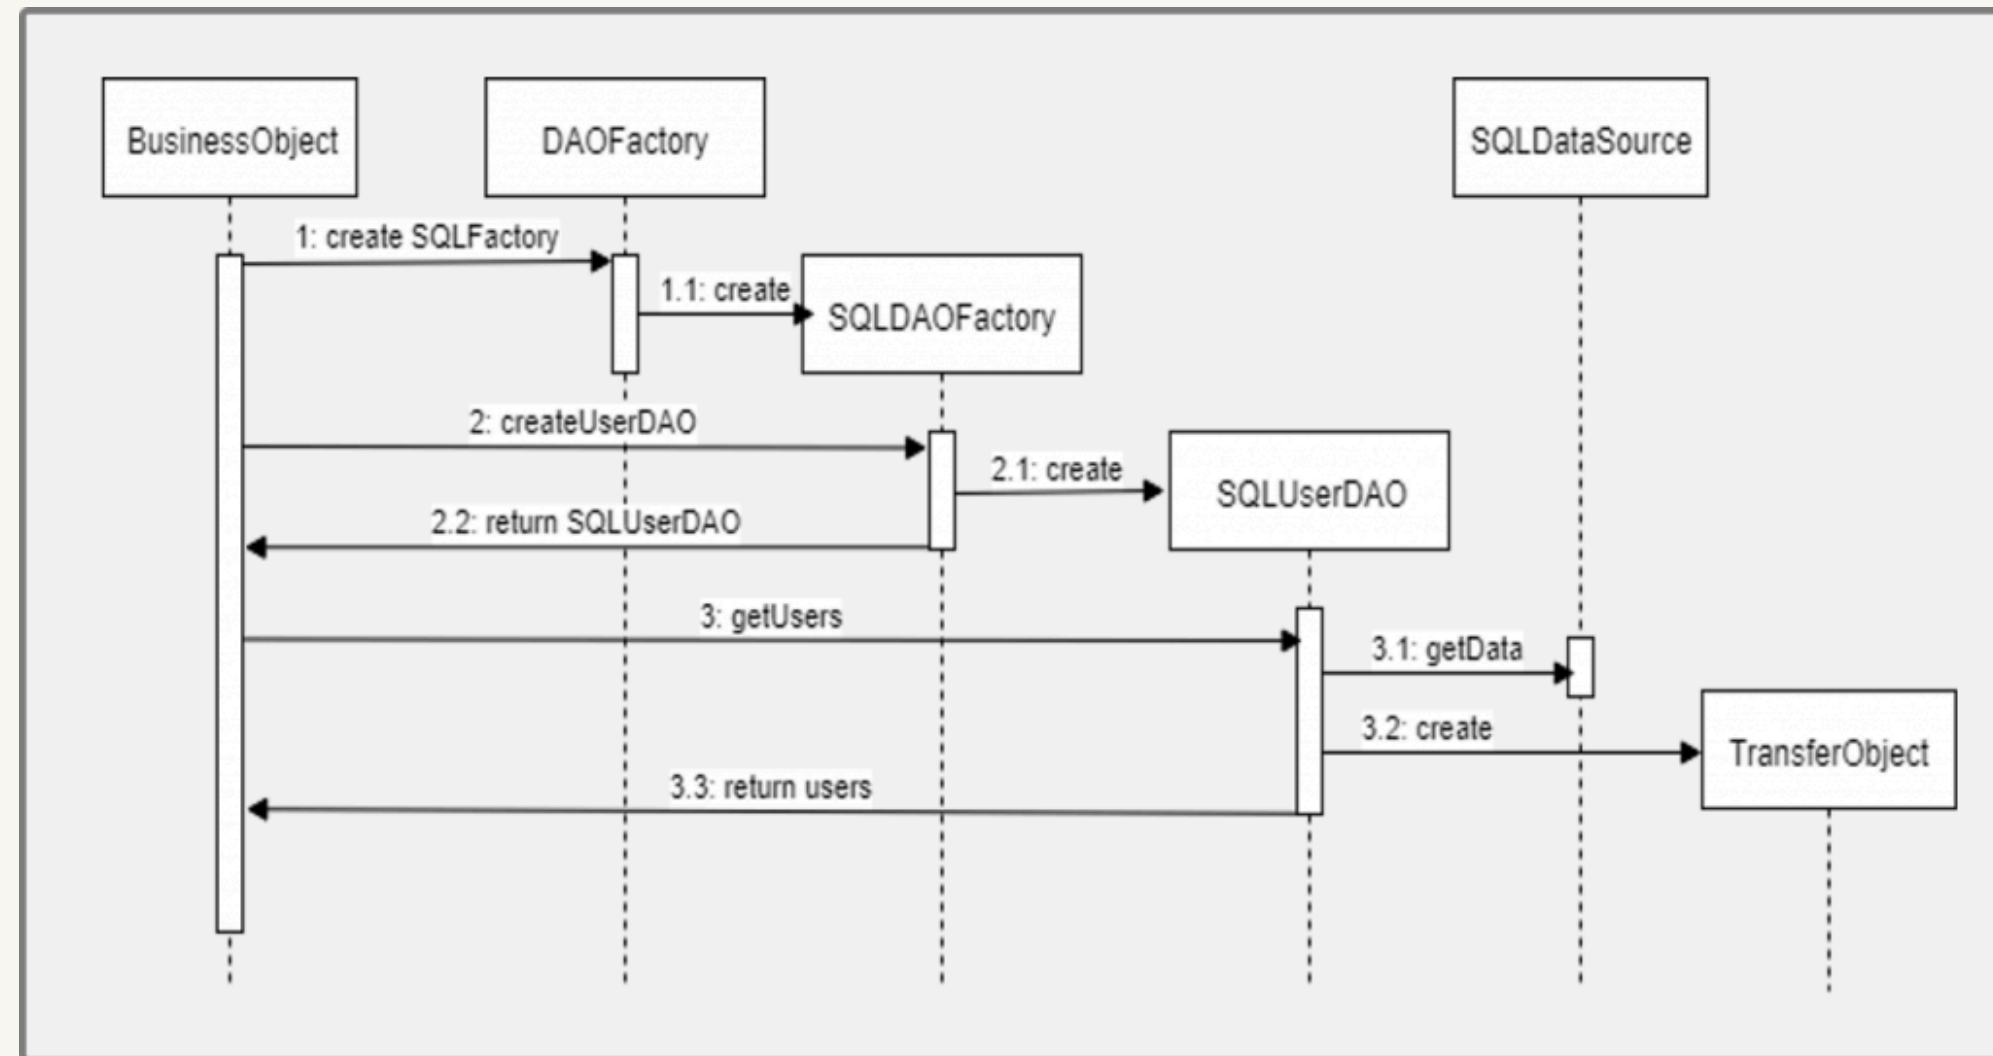 BusinessObject
DAOFactory
SQLDataSource
1: create SQLFactory
1.1: create
SQLDAOFactory
2: createUserDAO
2.1: create
SQLUserDAO
2.2: return SQLUserDAO
3: getUsers
3.1: getData
3.2: create
TransferObject
3.3: return users